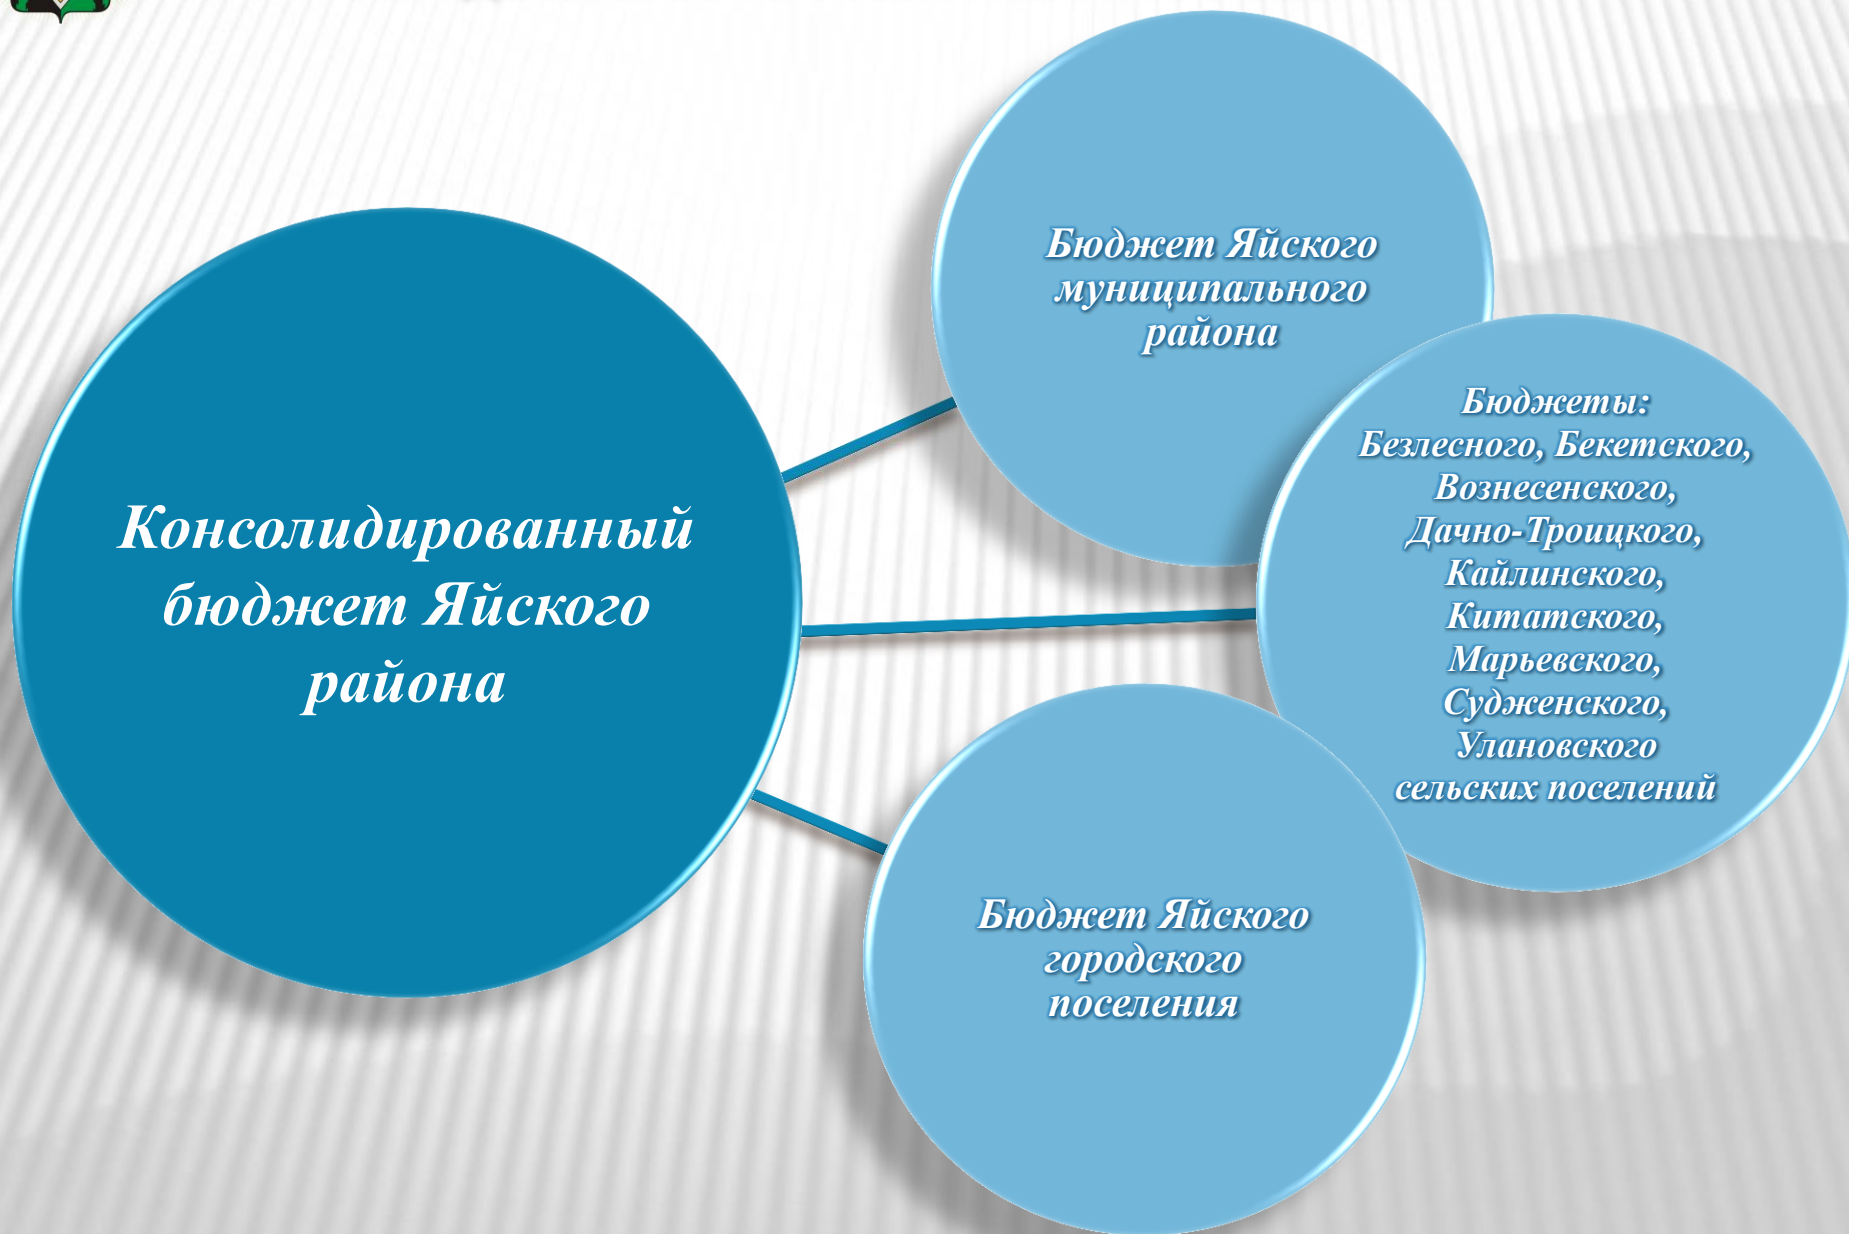 Консолидированный
бюджет Яйского
района
Бюджет Яйского
муниципального
района
Бюджеты:
Безлесного, Бекетского,
Вознесенского,
Дачно-Троицкого,
Кайлинского,
Китатского,
Марьевского,
Судженского,
Улановского
сельских поселений
Бюджет Яйского
городского
поселения